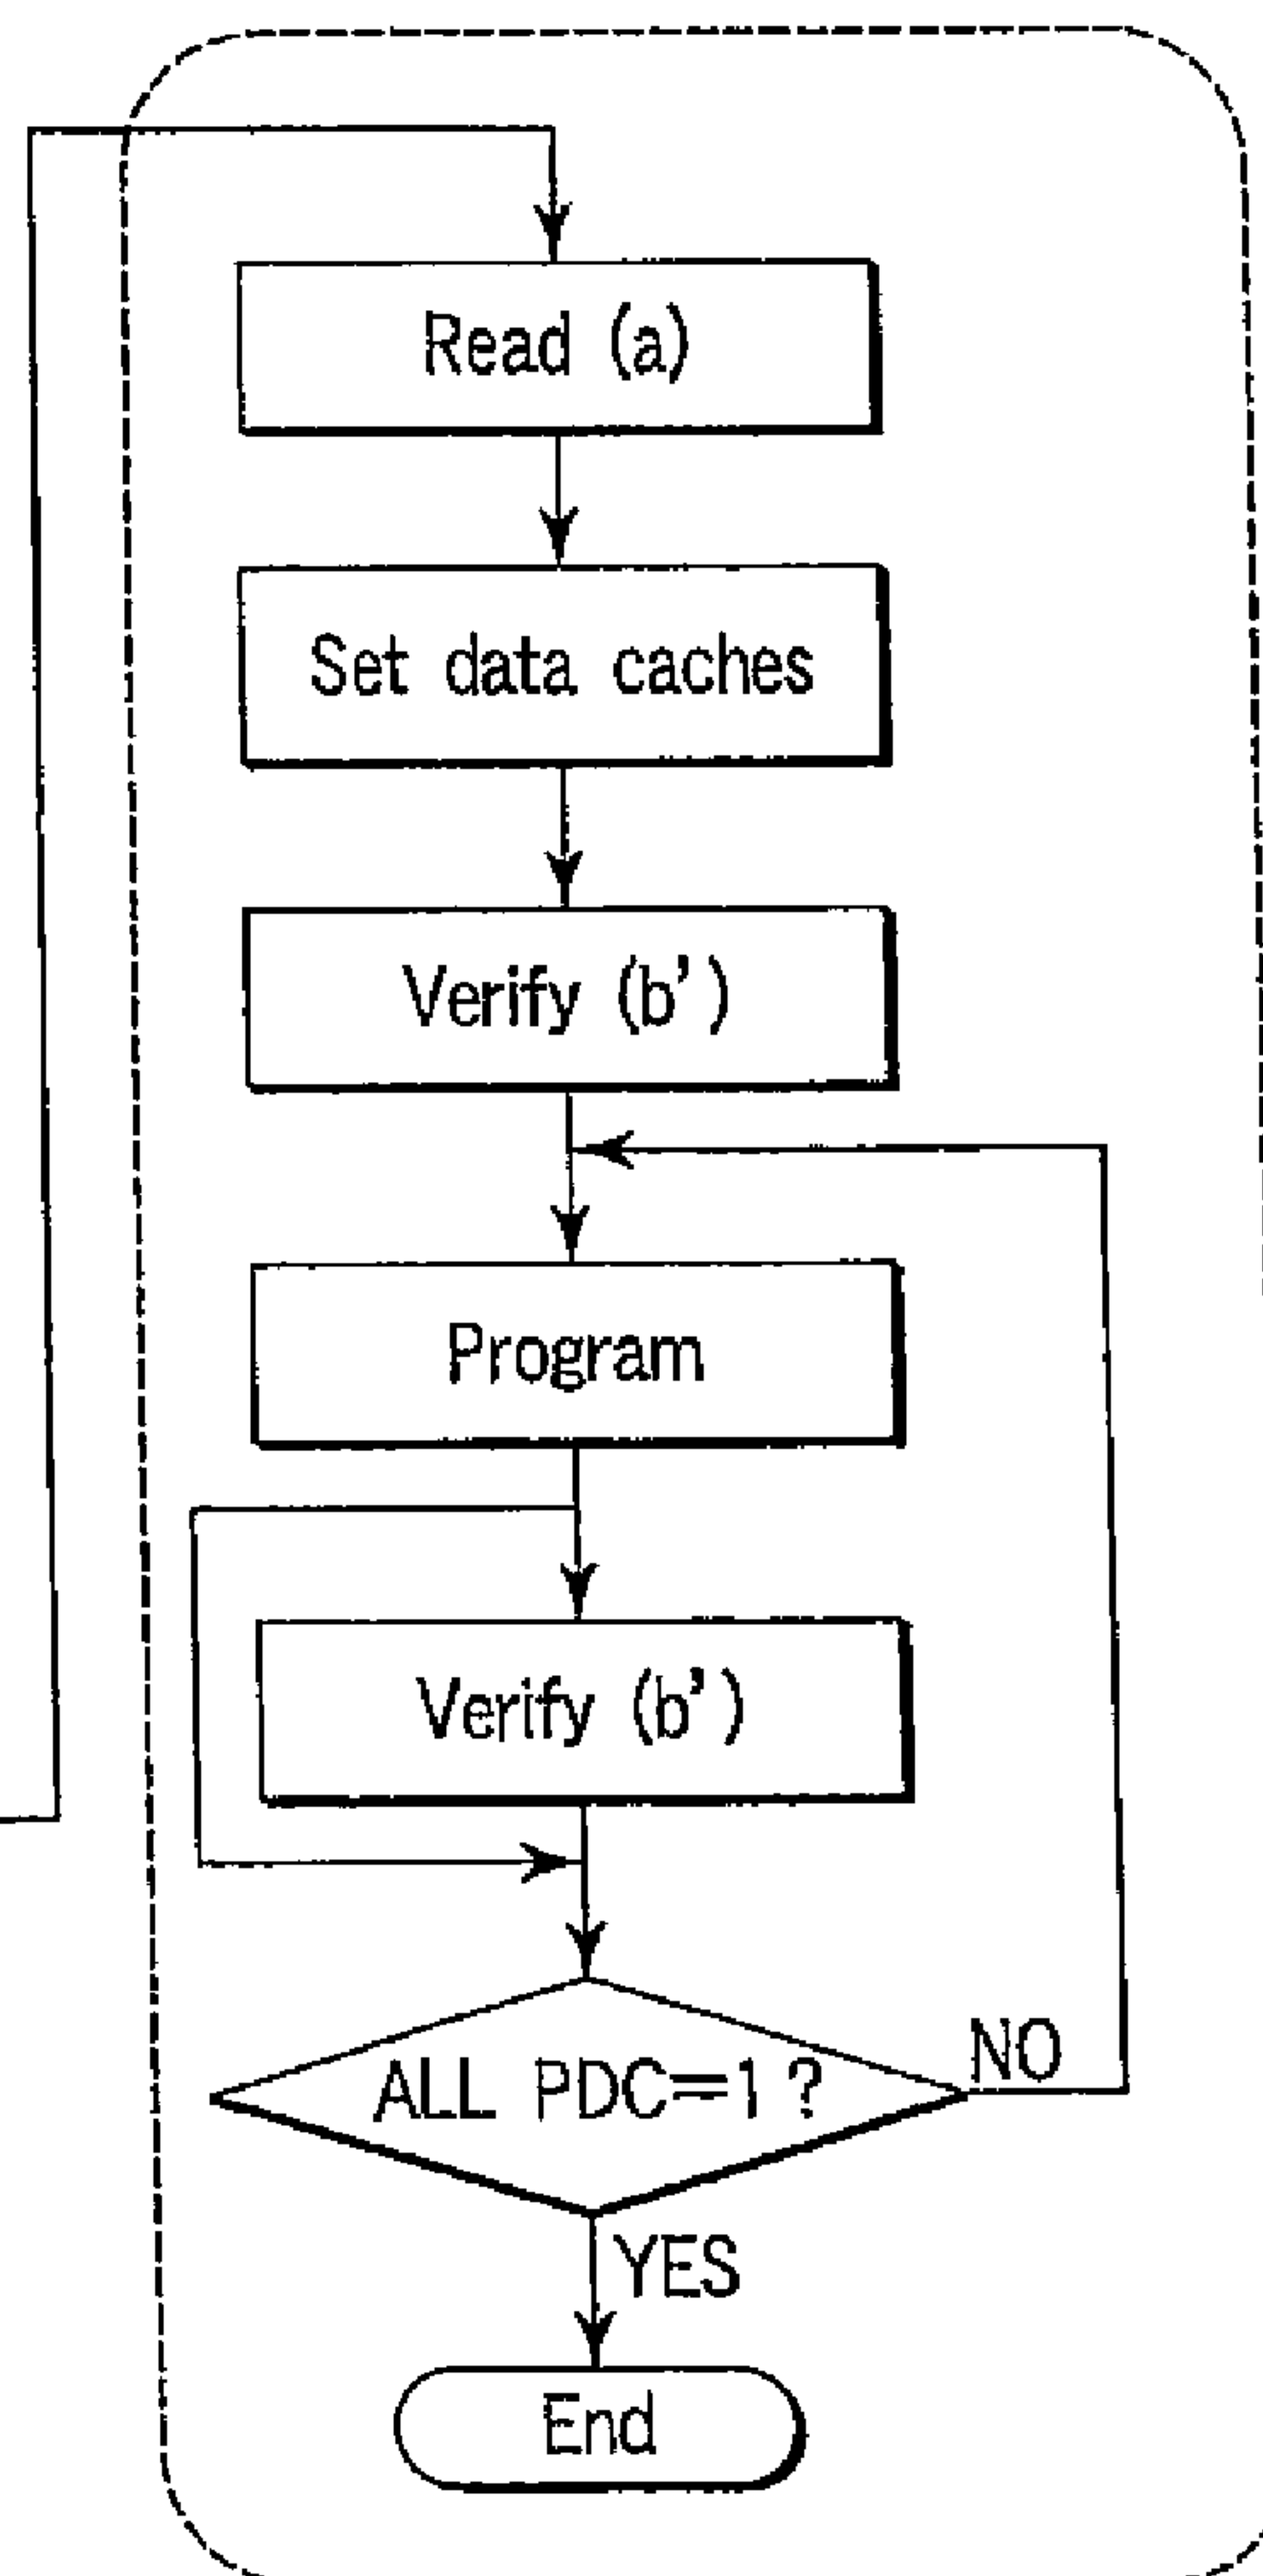 Read (a)
Set data caches
Verify (b')
Program
Verify (b')
ALL PDC=1 ?
NO
YES
End